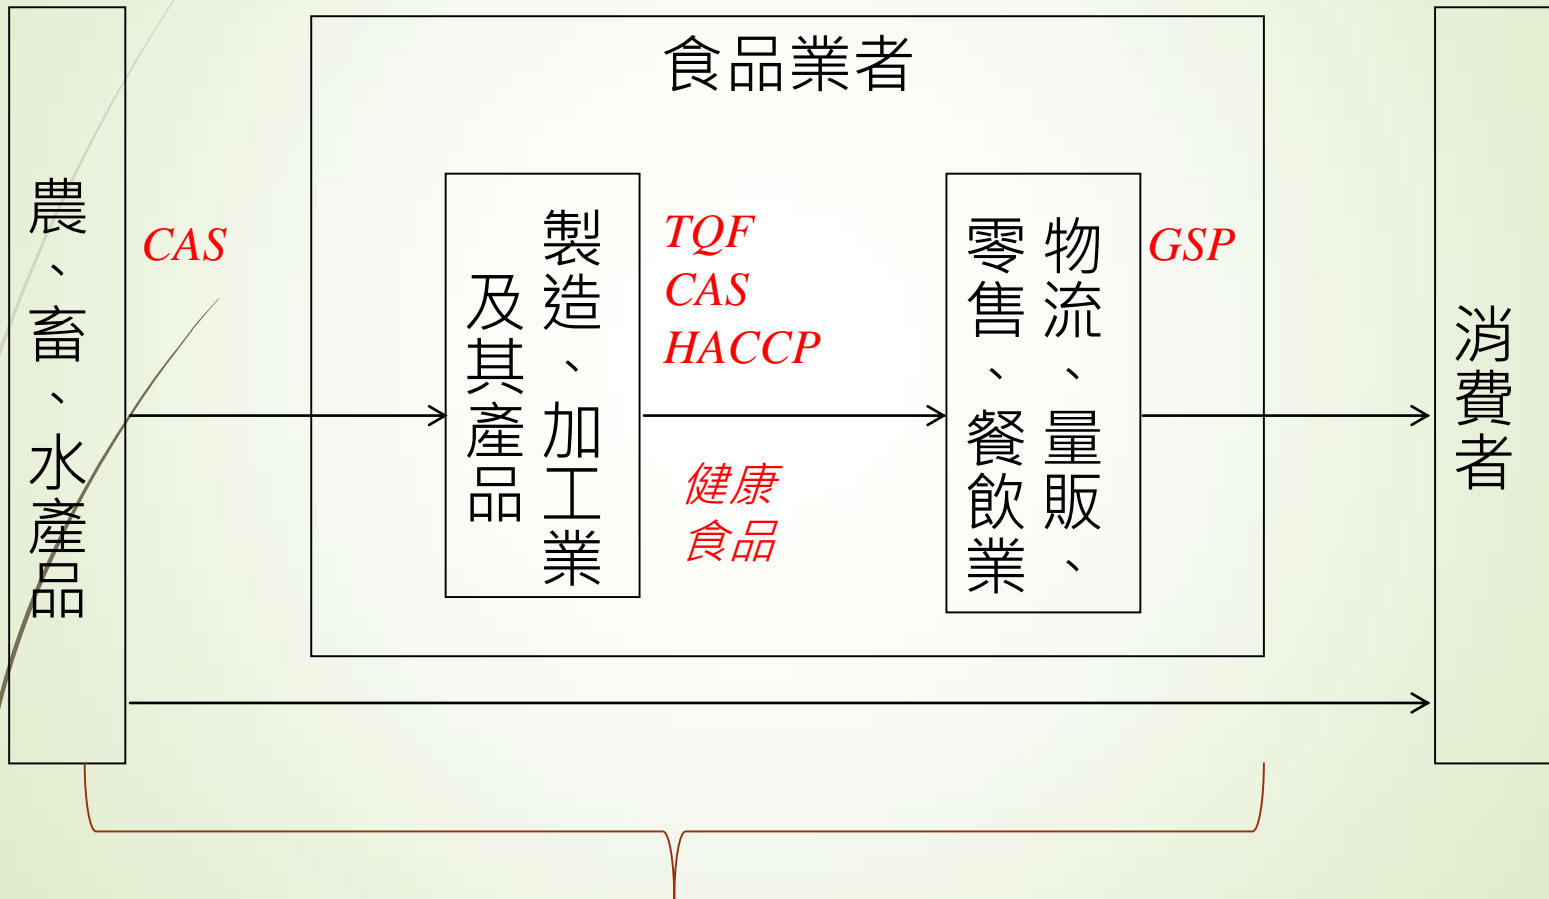 食品業者
農、畜、水產品
CAS
製造、加工業
及其產品
TQF
CAS
HACCP
健康
食品
物流、量販、
零售、餐飲業
GSP
消費者